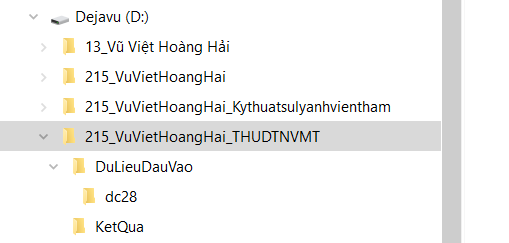 Dejavu (D:)
13_Vũ Việt Hoàng Hải
215_VuVietHoangHai
215_VuVietHoangHai_Kythuatsulyanhvientham
215_VuVietHoangHai_THUDTNVMT
DuLieuDauVao
dc28
KetQua